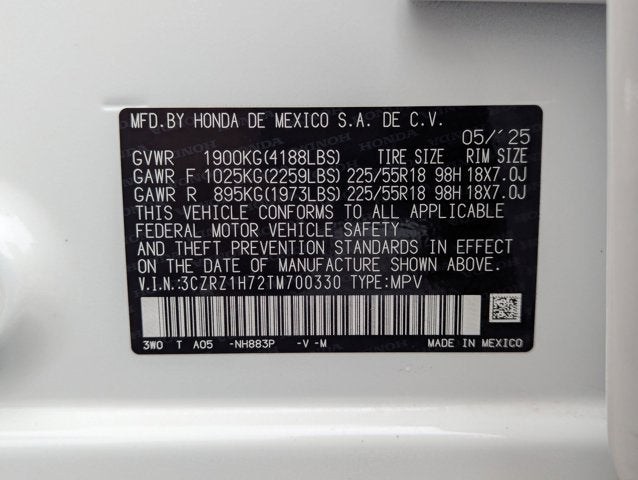 MFD.BY HONDA DE MEXICO S.A. DE C.V.
05/'25
GVWR 1900KG(4188LBS) TIRE SIZE RIM SIZE
GAWR F 1025KG(2259LBS) 225/55R18 98H 18X7.0J
GAWR R 895KG(1973LBS) 225/55R18 98H 18X7.0J
THIS VEHICLE CONFORMS TO ALL APPLICABLE
FEDERAL MOTOR VEHICLE SAFETY
AND THEFT PREVENTION STANDARDS IN EFFECT
ON THE DATE OF MANUFACTURE SHOWN ABOVE.
V.I.N.:3CZRZ1H72TM700330 TYPE:MPV
3W0 T A05 -NH883P -V -M MADE IN MEXICO